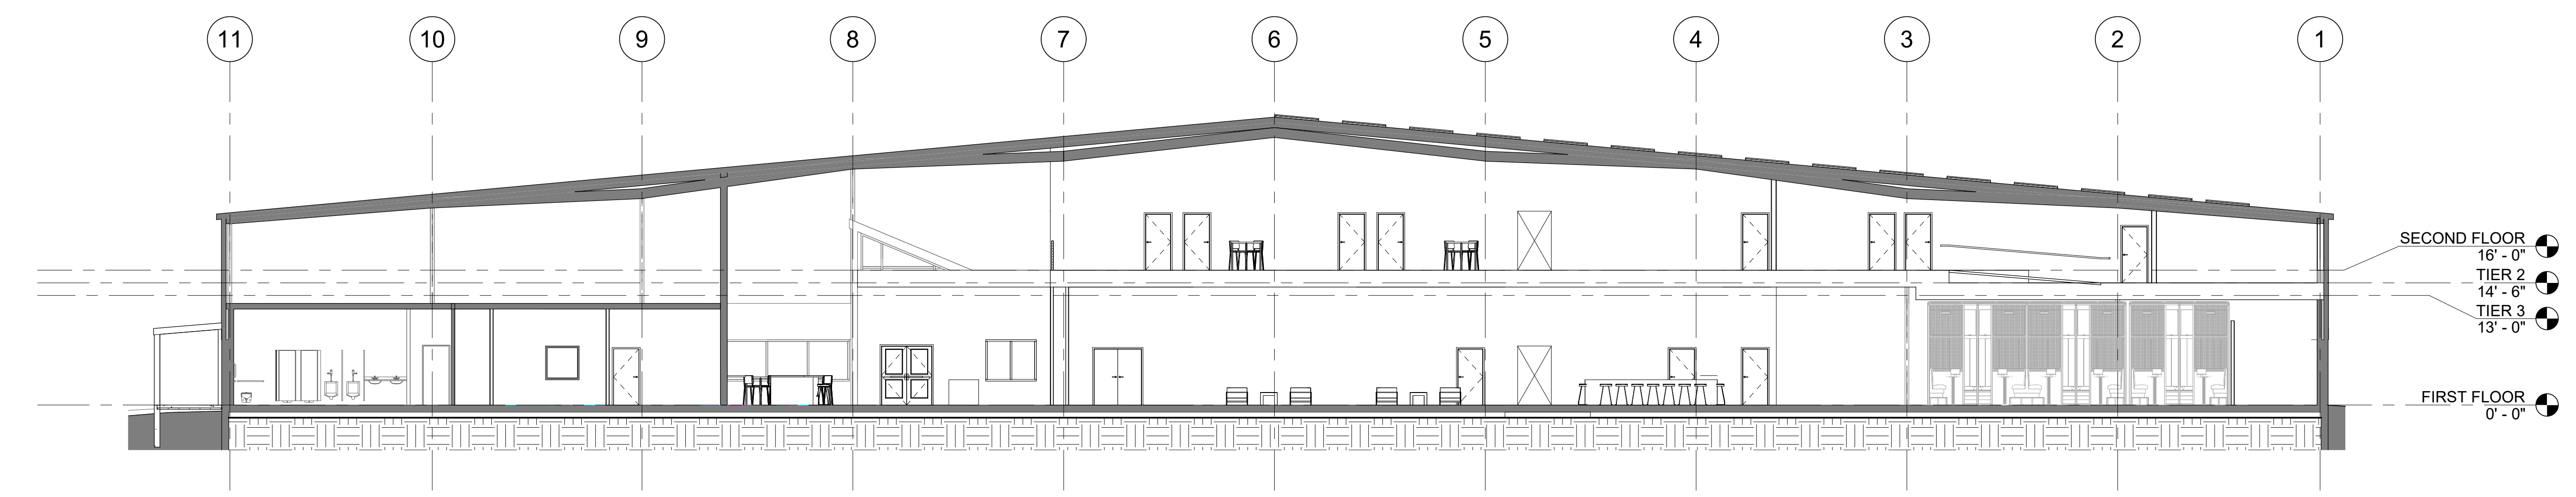 11
10
9
8
7
6
5
4
3
2
1
SECOND FLOOR
16' - 0"
TIER 2
14' - 6"
TIER 3
13' - 0"
FIRST FLOOR
0' - 0"